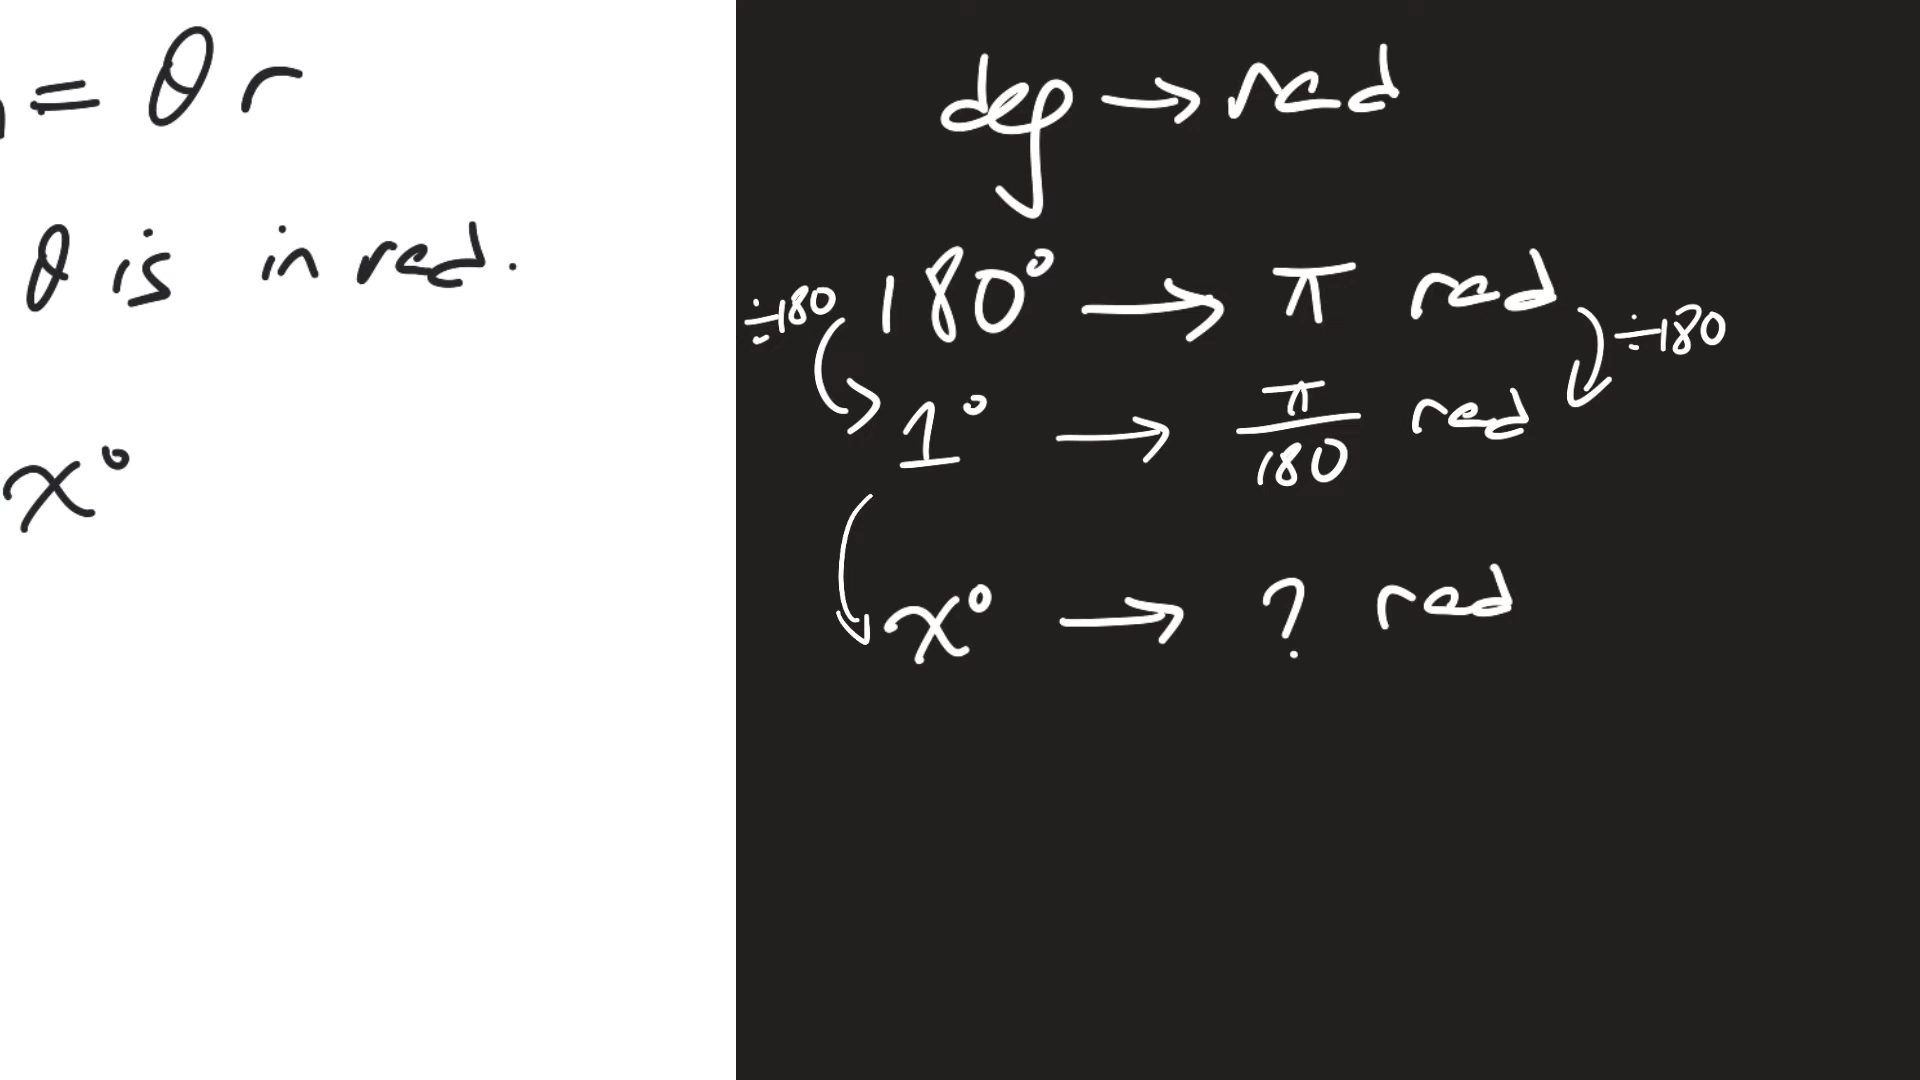 = θ r
θ is in rad.
x°
deg → rad
÷180 180° → π rad ÷180
1° → π/180 rad
x° → ? rad